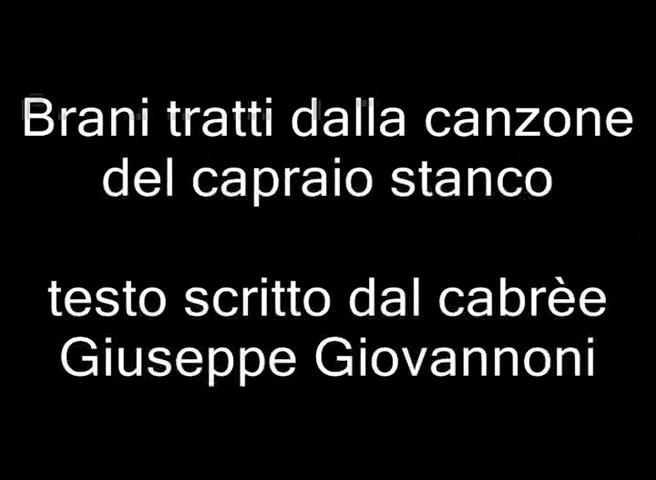 Brani tratti dalla canzone
del capraio stanco
testo scritto dal cabrèe
Giuseppe Giovannoni